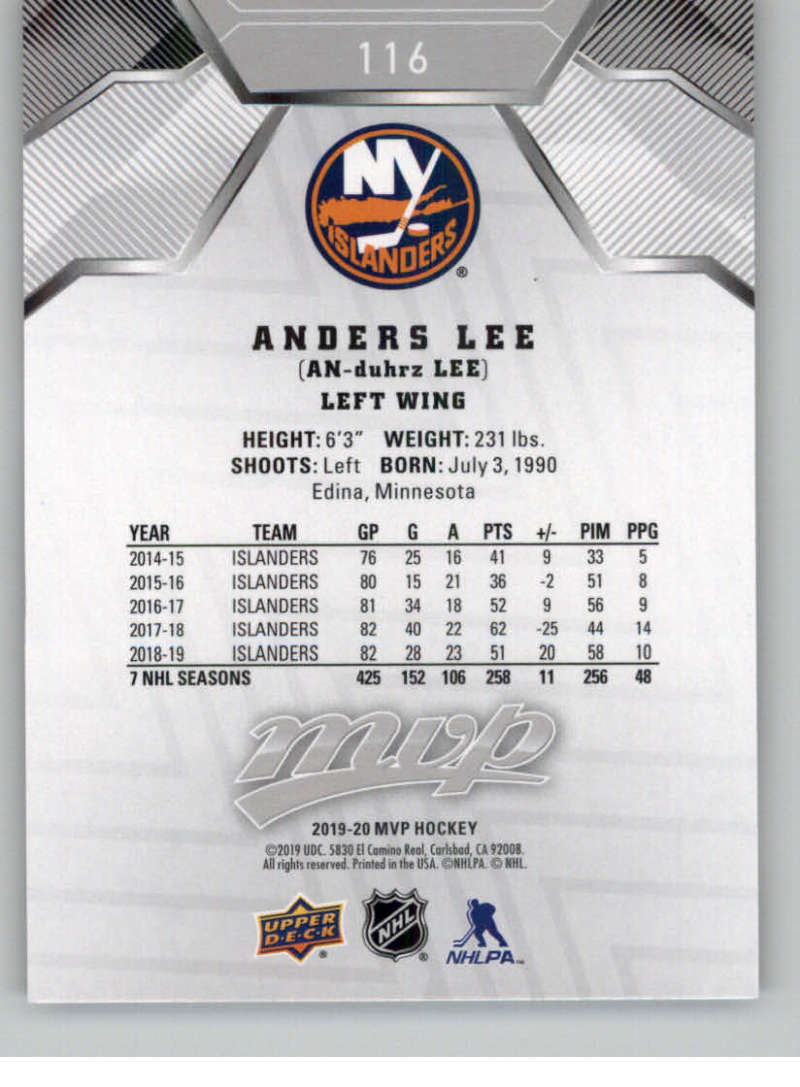 116
NY
ISLANDERS
®
ANDERS LEE
(AN-duhrz LEE)
LEFT WING
HEIGHT: 6'3" WEIGHT: 231 lbs.
SHOOTS: Left BORN: July 3, 1990
Edina, Minnesota
YEAR TEAM GP G A PTS +/- PIM PPG
2014-15 ISLANDERS 76 25 16 41 9 33 5
2015-16 ISLANDERS 80 15 21 36 -2 51 8
2016-17 ISLANDERS 81 34 18 52 9 56 9
2017-18 ISLANDERS 82 40 22 62 -25 44 14
2018-19 ISLANDERS 82 28 23 51 20 58 10
7 NHL SEASONS 425 152 106 258 11 256 48
mvp
2019-20 MVP HOCKEY
©2019 UDC. 5830 El Camino Real, Carlsbad, CA 92008.
All rights reserved. Printed in the USA. ©NHLPA. © NHL.
UPPER D·E·C·K ® NHL ® NHLPA™